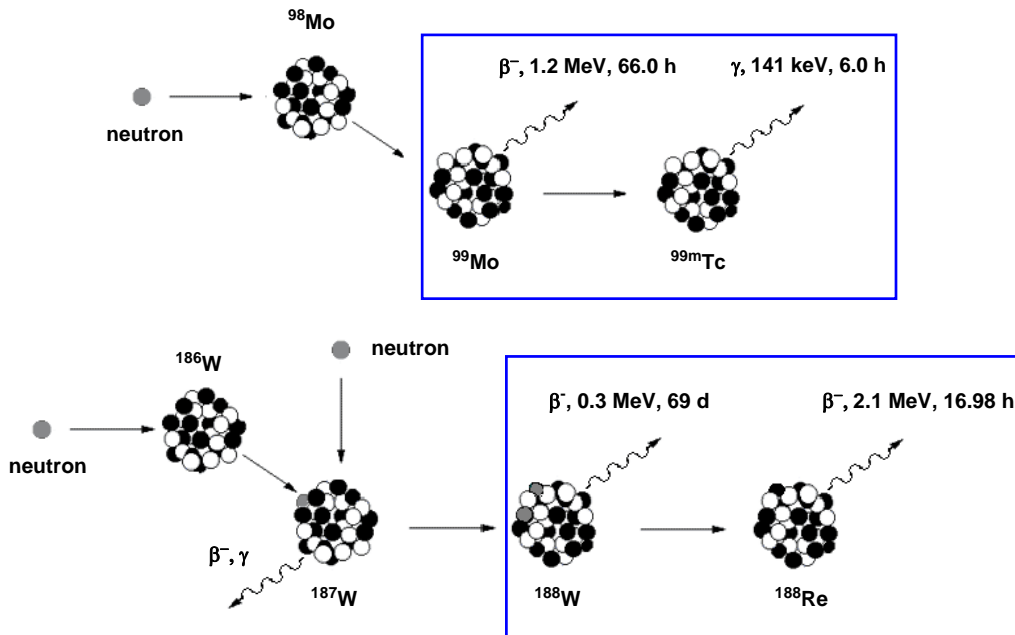 ⁹⁸Mo
β⁻, 1.2 MeV, 66.0 h
γ, 141 keV, 6.0 h
neutron
⁹⁹Mo
⁹⁹ᵐTc
¹⁸⁶W
neutron
β⁻, 0.3 MeV, 69 d
β⁻, 2.1 MeV, 16.98 h
neutron
β⁻, γ
¹⁸⁷W
¹⁸⁸W
¹⁸⁸Re